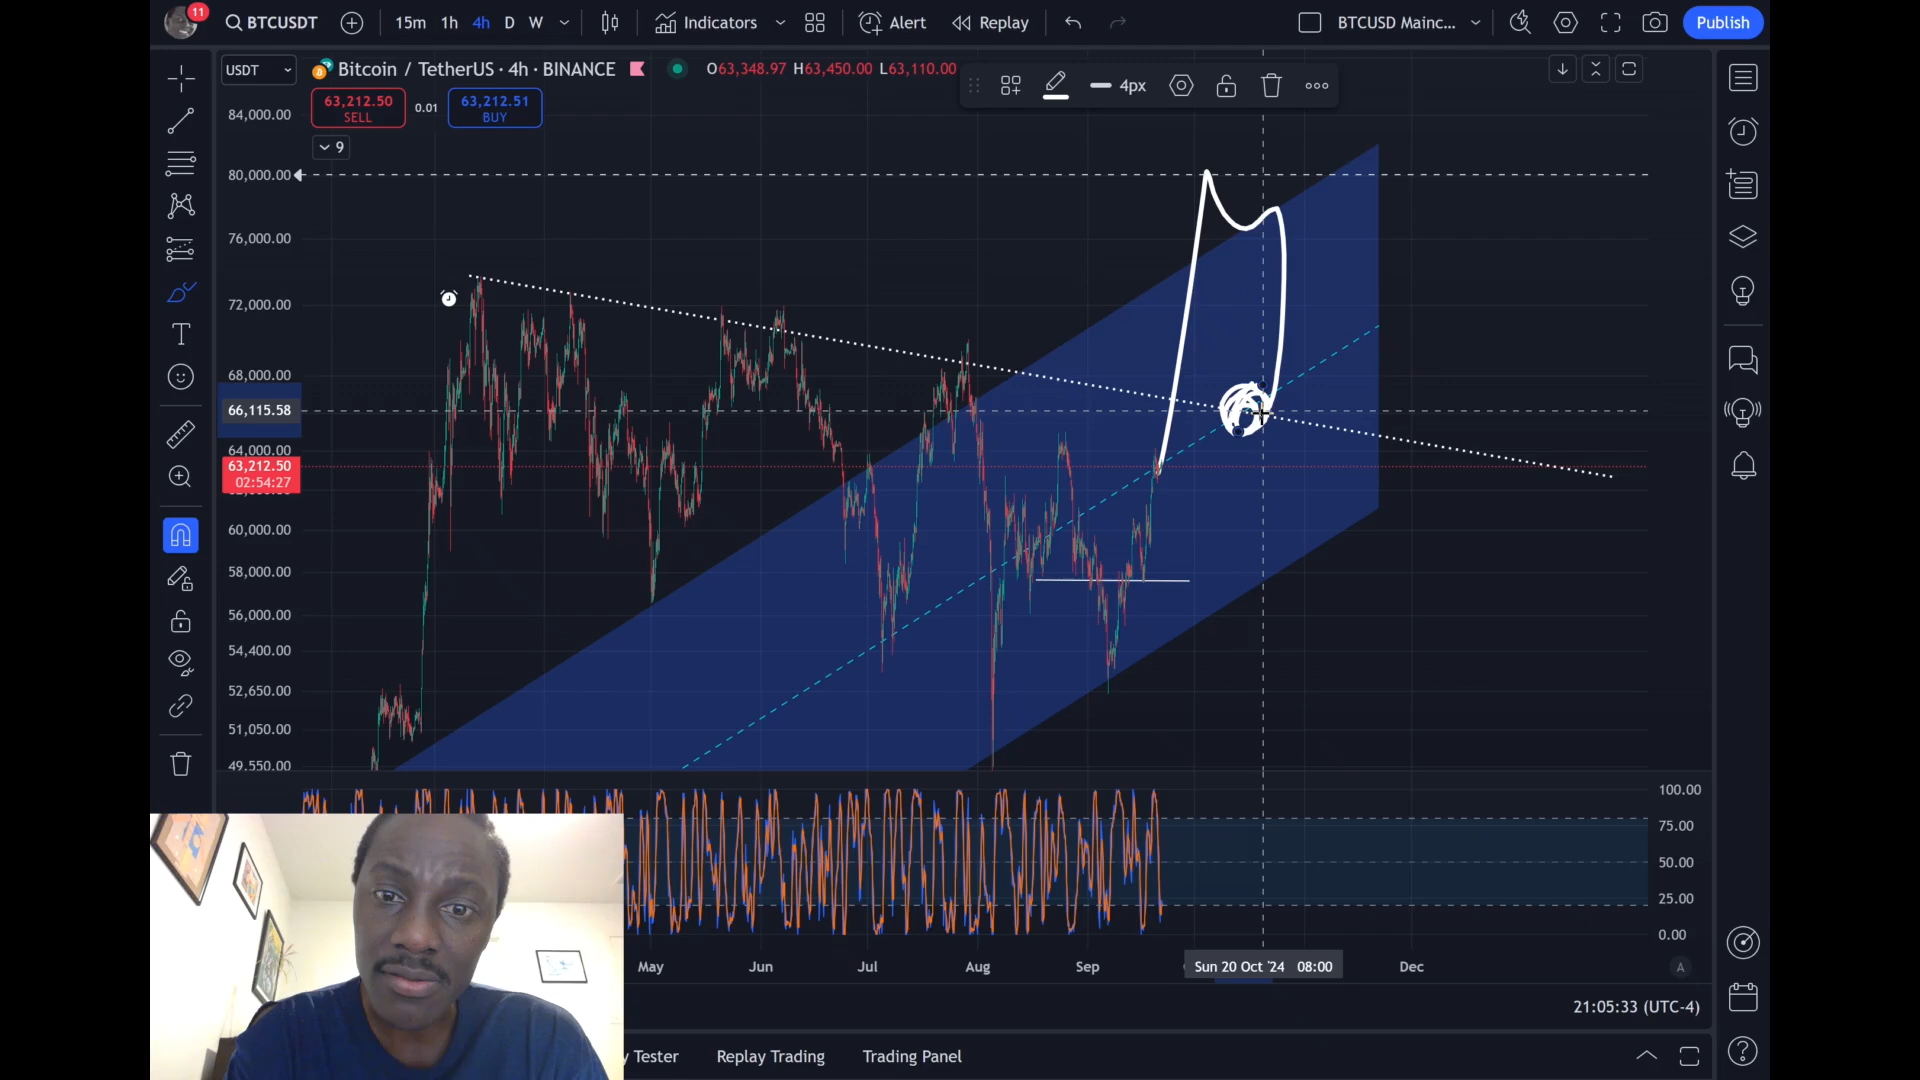 11
BTCUSDT
15m 1h 4h D W
Indicators
Alert
Replay
BTCUSD Mainc...
Publish
USDT
Bitcoin / TetherUS · 4h · BINANCE
O63,348.97 H63,450.00 L63,110.00
4px
63,212.50
SELL
0.01
63,212.51
BUY
9
84,000.00
80,000.00
76,000.00
72,000.00
68,000.00
66,115.58
64,000.00
63,212.50
02:54:27
60,000.00
58,000.00
56,000.00
54,400.00
52,650.00
51,050.00
49,550.00
100.00
75.00
50.00
25.00
0.00
May Jun Jul Aug Sep Sun 20 Oct '24 08:00 Dec
A
21:05:33 (UTC-4)
Tester
Replay Trading
Trading Panel